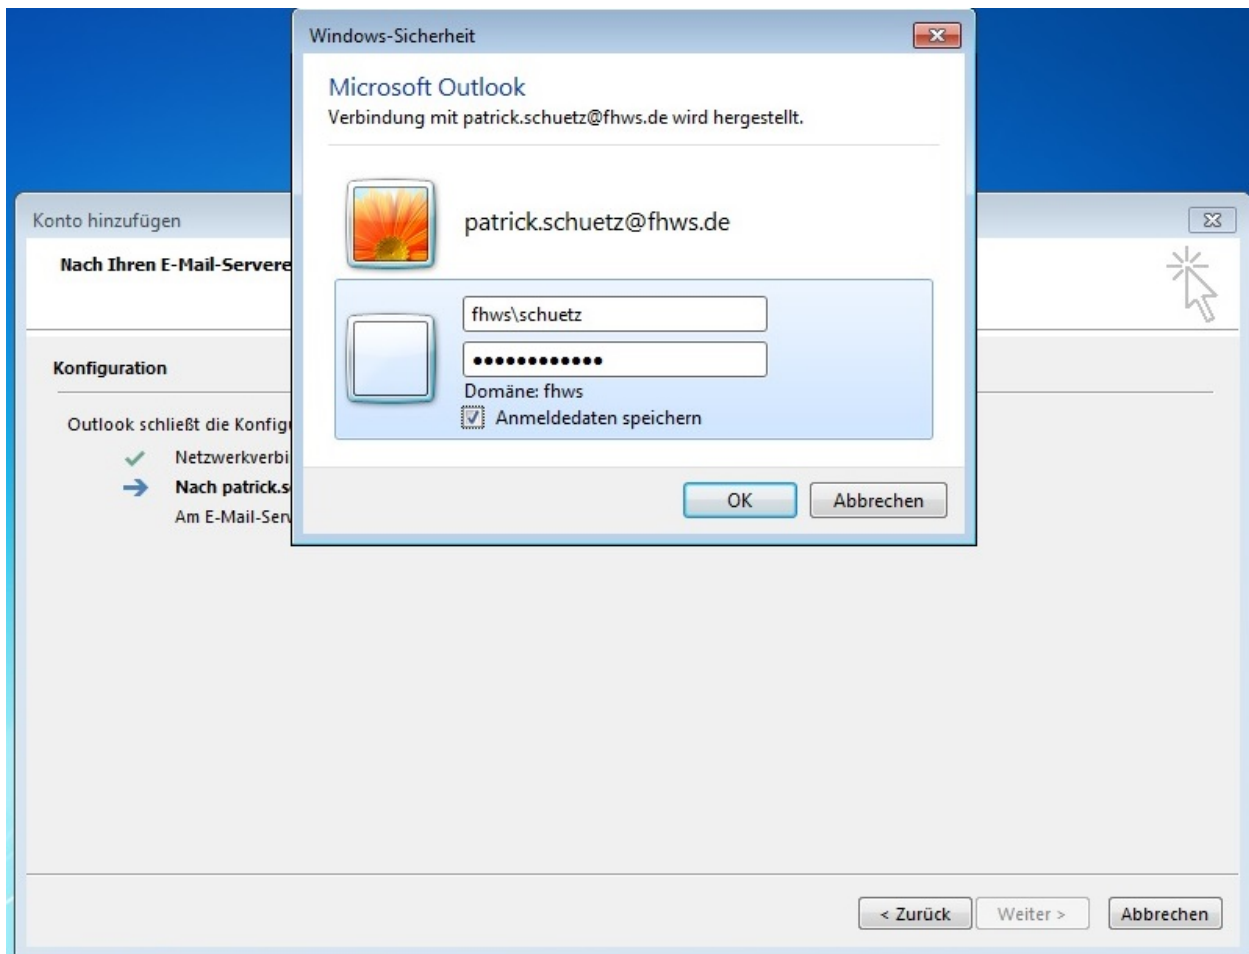 Windows-Sicherheit
Microsoft Outlook
Verbindung mit patrick.schuetz@fhws.de wird hergestellt.
patrick.schuetz@fhws.de
fhws\schuetz
●●●●●●●●●●●●
Domäne: fhws
Anmeldedaten speichern
OK
Abbrechen
Konto hinzufügen
Nach Ihren E-Mail-Servere
Konfiguration
Outlook schließt die Konfigu
Netzwerkverbi
Nach patrick.s
Am E-Mail-Serv
< Zurück
Weiter >
Abbrechen